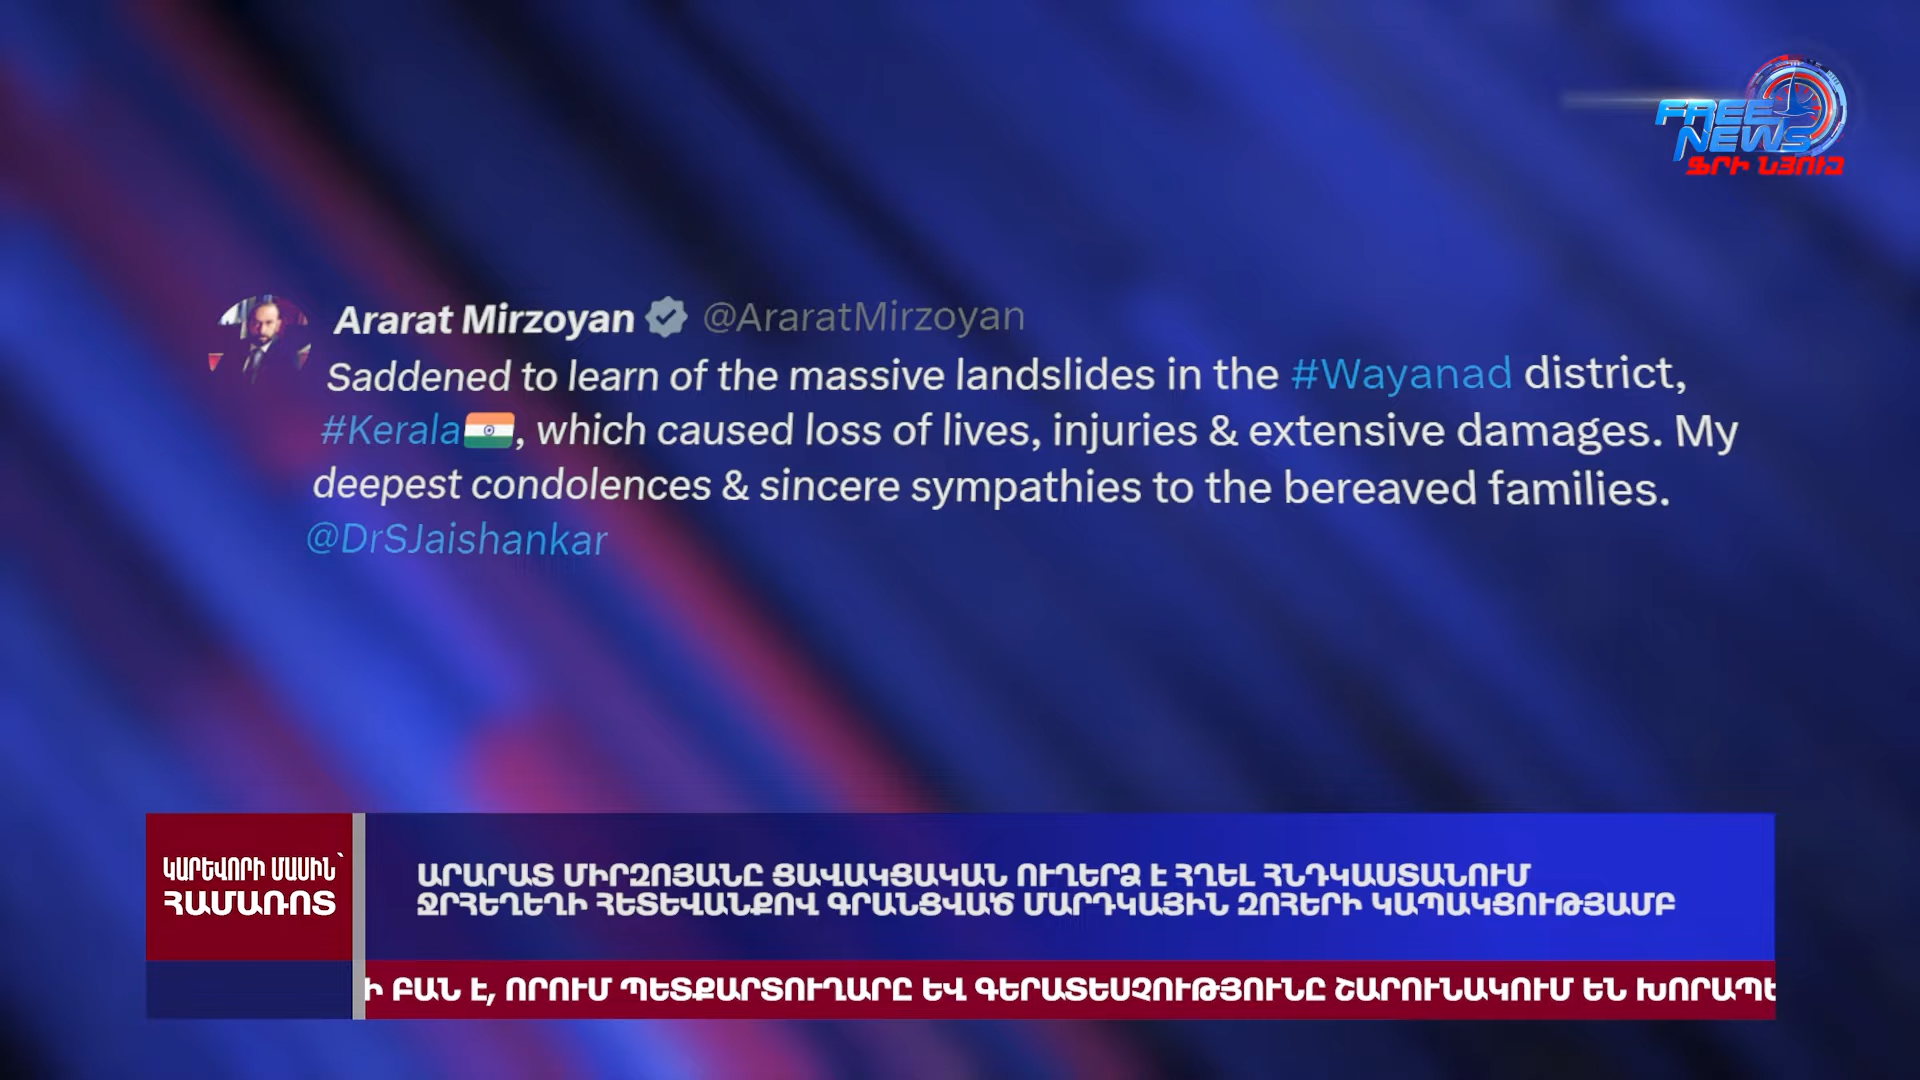 FREE
NEWS
ՖՐԻ ՆՅՈՒԶ
Ararat Mirzoyan @AraratMirzoyan
Saddened to learn of the massive landslides in the #Wayanad district,
#Kerala🇮🇳, which caused loss of lives, injuries & extensive damages. My
deepest condolences & sincere sympathies to the bereaved families.
@DrSJaishankar
ԿԱՐԵՎՈՐԻ ՄԱՍԻՆ՝
ՀԱՄԱՌՈՏ
ԱՐԱՐԱՏ ՄԻՐԶՈՅԱՆԸ ՑԱՎԱԿՑԱԿԱՆ ՈՒՂԵՐՁ Է ՀՂԵԼ ՀՆԴԿԱՍՏԱՆՈՒՄ
ՋՐՀԵՂԵՂԻ ՀԵՏԵՎԱՆՔՈՎ ԳՐԱՆՑՎԱԾ ՄԱՐԴԿԱՅԻՆ ԶՈՀԵՐԻ ԿԱՊԱԿՑՈՒԹՅԱՄԲ
Ի ԲԱՆ Է, ՈՐՈՒՄ ՊԵՏՔԱՐՏՈՒՂԱՐԸ ԵՎ ԳԵՐԱՏԵՍՉՈՒԹՅՈՒՆԸ ՇԱՐՈՒՆԱԿՈՒՄ ԵՆ ԽՈՐԱՊԵ